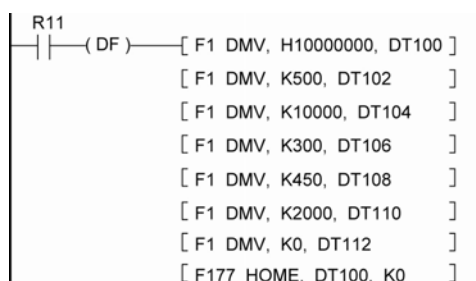 R11
( DF ) [ F1 DMV, H10000000, DT100 ]
[ F1 DMV, K500, DT102 ]
[ F1 DMV, K10000, DT104 ]
[ F1 DMV, K300, DT106 ]
[ F1 DMV, K450, DT108 ]
[ F1 DMV, K2000, DT110 ]
[ F1 DMV, K0, DT112 ]
[ F177 HOME, DT100, K0 ]